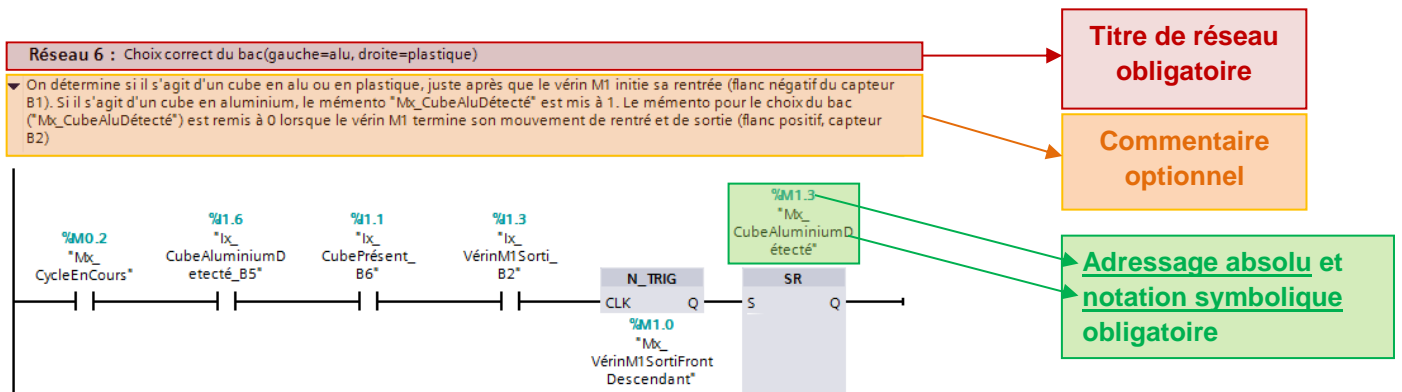 Réseau 6 : Choix correct du bac(gauche=alu, droite=plastique)
On détermine si il s'agit d'un cube en alu ou en plastique, juste après que le vérin M1 initie sa rentrée (flanc négatif du capteur
B1). Si il s'agit d'un cube en aluminium, le mémento "Mx_CubeAluDétecté" est mis à 1. Le mémento pour le choix du bac
("Mx_CubeAluDétecté") est remis à 0 lorsque le vérin M1 termine son mouvement de rentré et de sortie (flanc positif, capteur
B2)
Titre de réseau
obligatoire
Commentaire
optionnel
Adressage absolu et
notation symbolique
obligatoire
%M0.2
"Mx_
CycleEnCours"
%I1.6
"Ix_
CubeAluminiumD
etecté_B5"
%I1.1
"Ix_
CubePrésent_
B6"
%I1.3
"Ix_
VérinM1Sorti_
B2"
N_TRIG
CLK Q
%M1.0
"Mx_
VérinM1SortiFront
Descendant"
%M1.3
"Mx_
CubeAluminiumD
étecté"
SR
S Q